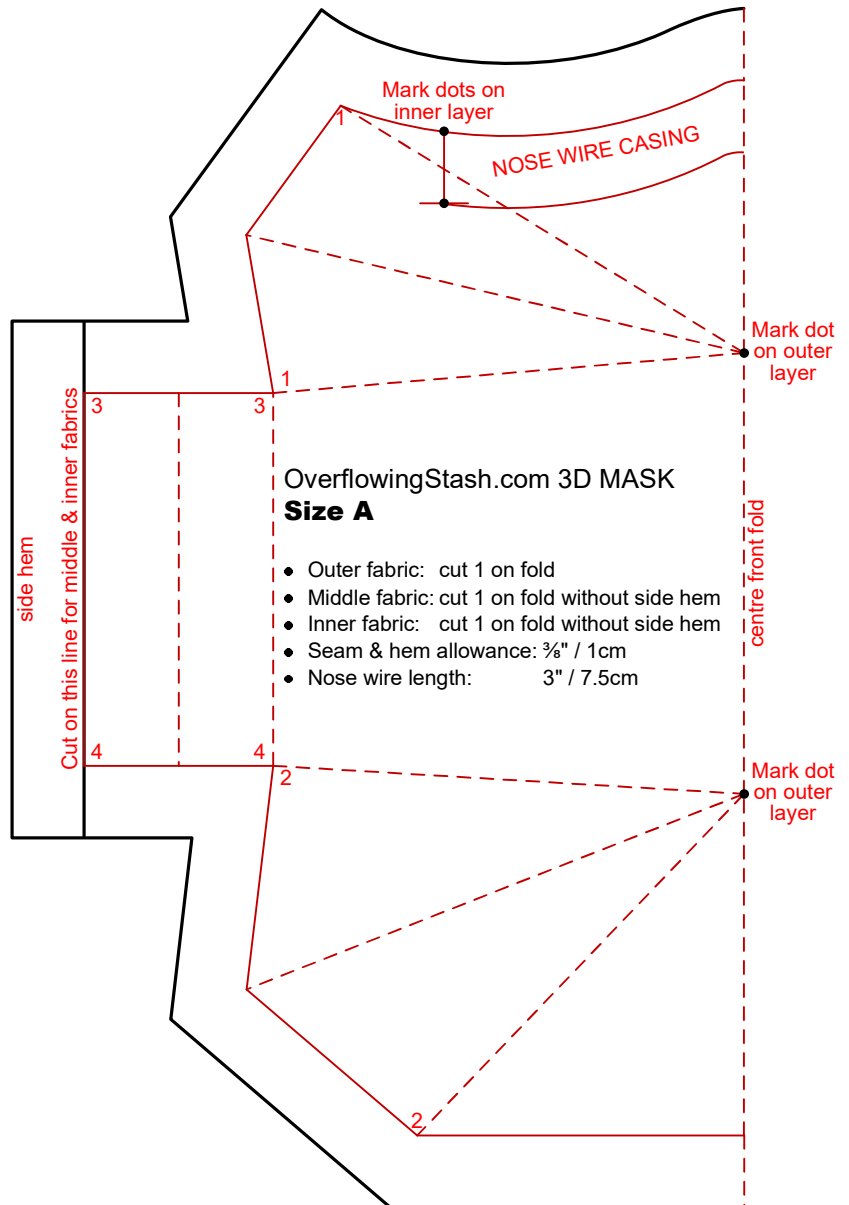 Mark dots on
inner layer
1
NOSE WIRE CASING
Mark dot
on outer
layer
1
3
3
OverflowingStash.com 3D MASK
Size A
• Outer fabric: cut 1 on fold
• Middle fabric: cut 1 on fold without side hem
• Inner fabric: cut 1 on fold without side hem
• Seam & hem allowance: ⅜" / 1cm
• Nose wire length: 3" / 7.5cm
side hem
Cut on this line for middle & inner fabrics
centre front fold
4
4
2
Mark dot
on outer
layer
2